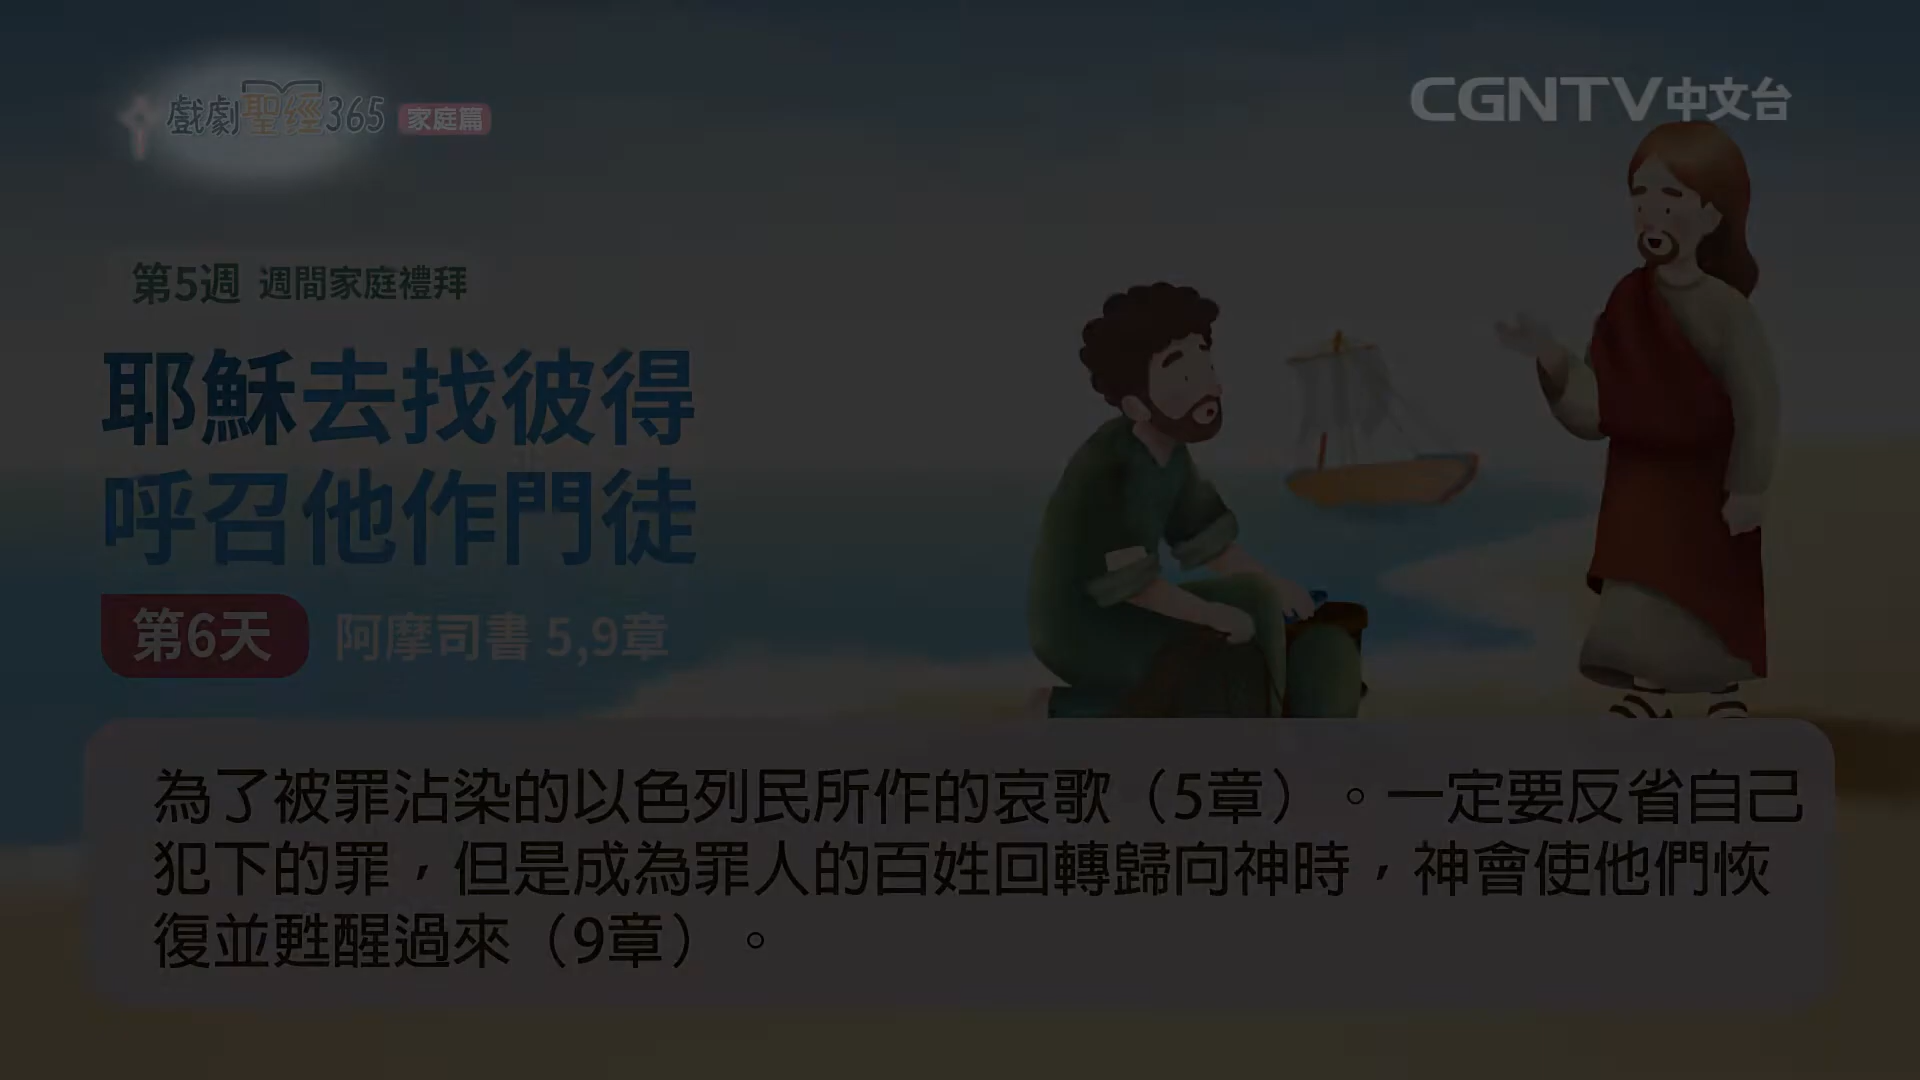 戲劇聖經365 家庭篇
CGNTV中文台
第5週 週間家庭禮拜
耶穌去找彼得
呼召他作門徒
第6天 阿摩司書 5,9章
為了被罪沾染的以色列民所作的哀歌（5章）。一定要反省自己
犯下的罪，但是成為罪人的百姓回轉歸向神時，神會使他們恢
復並甦醒過來（9章）。